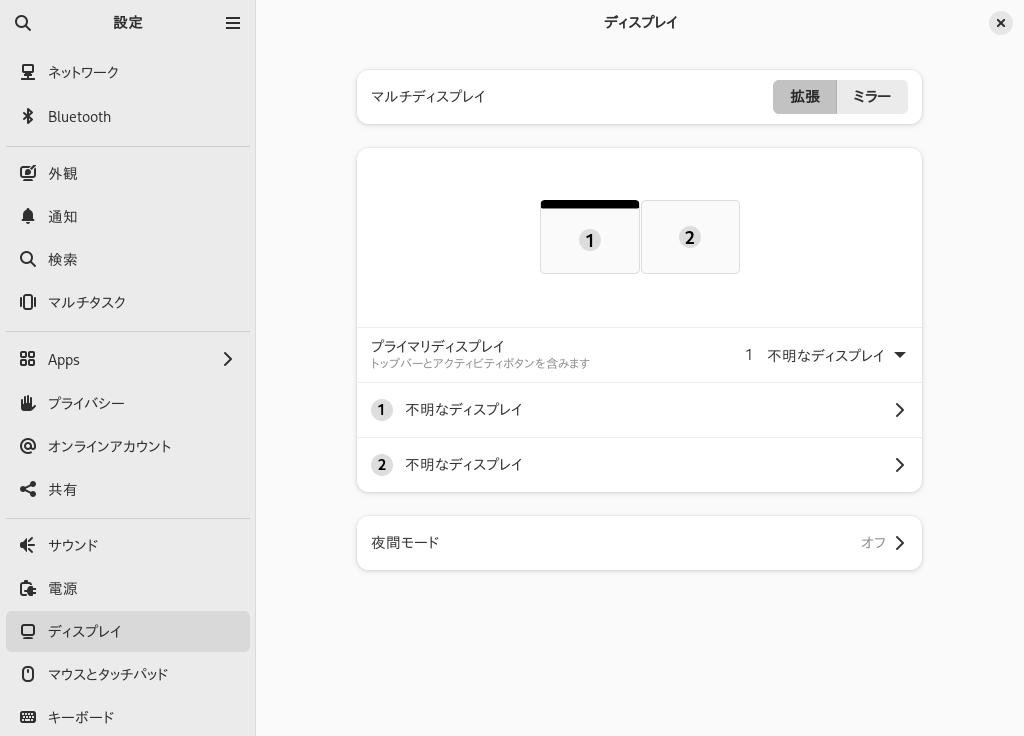 設定
ネットワーク
Bluetooth
外観
通知
検索
マルチタスク
Apps
プライバシー
オンラインアカウント
共有
サウンド
電源
ディスプレイ
マウスとタッチパッド
キーボード
ディスプレイ
マルチディスプレイ
拡張 ミラー
1 2
プライマリディスプレイ
トップバーとアクティビティボタンを含みます
1 不明なディスプレイ
1 不明なディスプレイ
2 不明なディスプレイ
夜間モード オフ